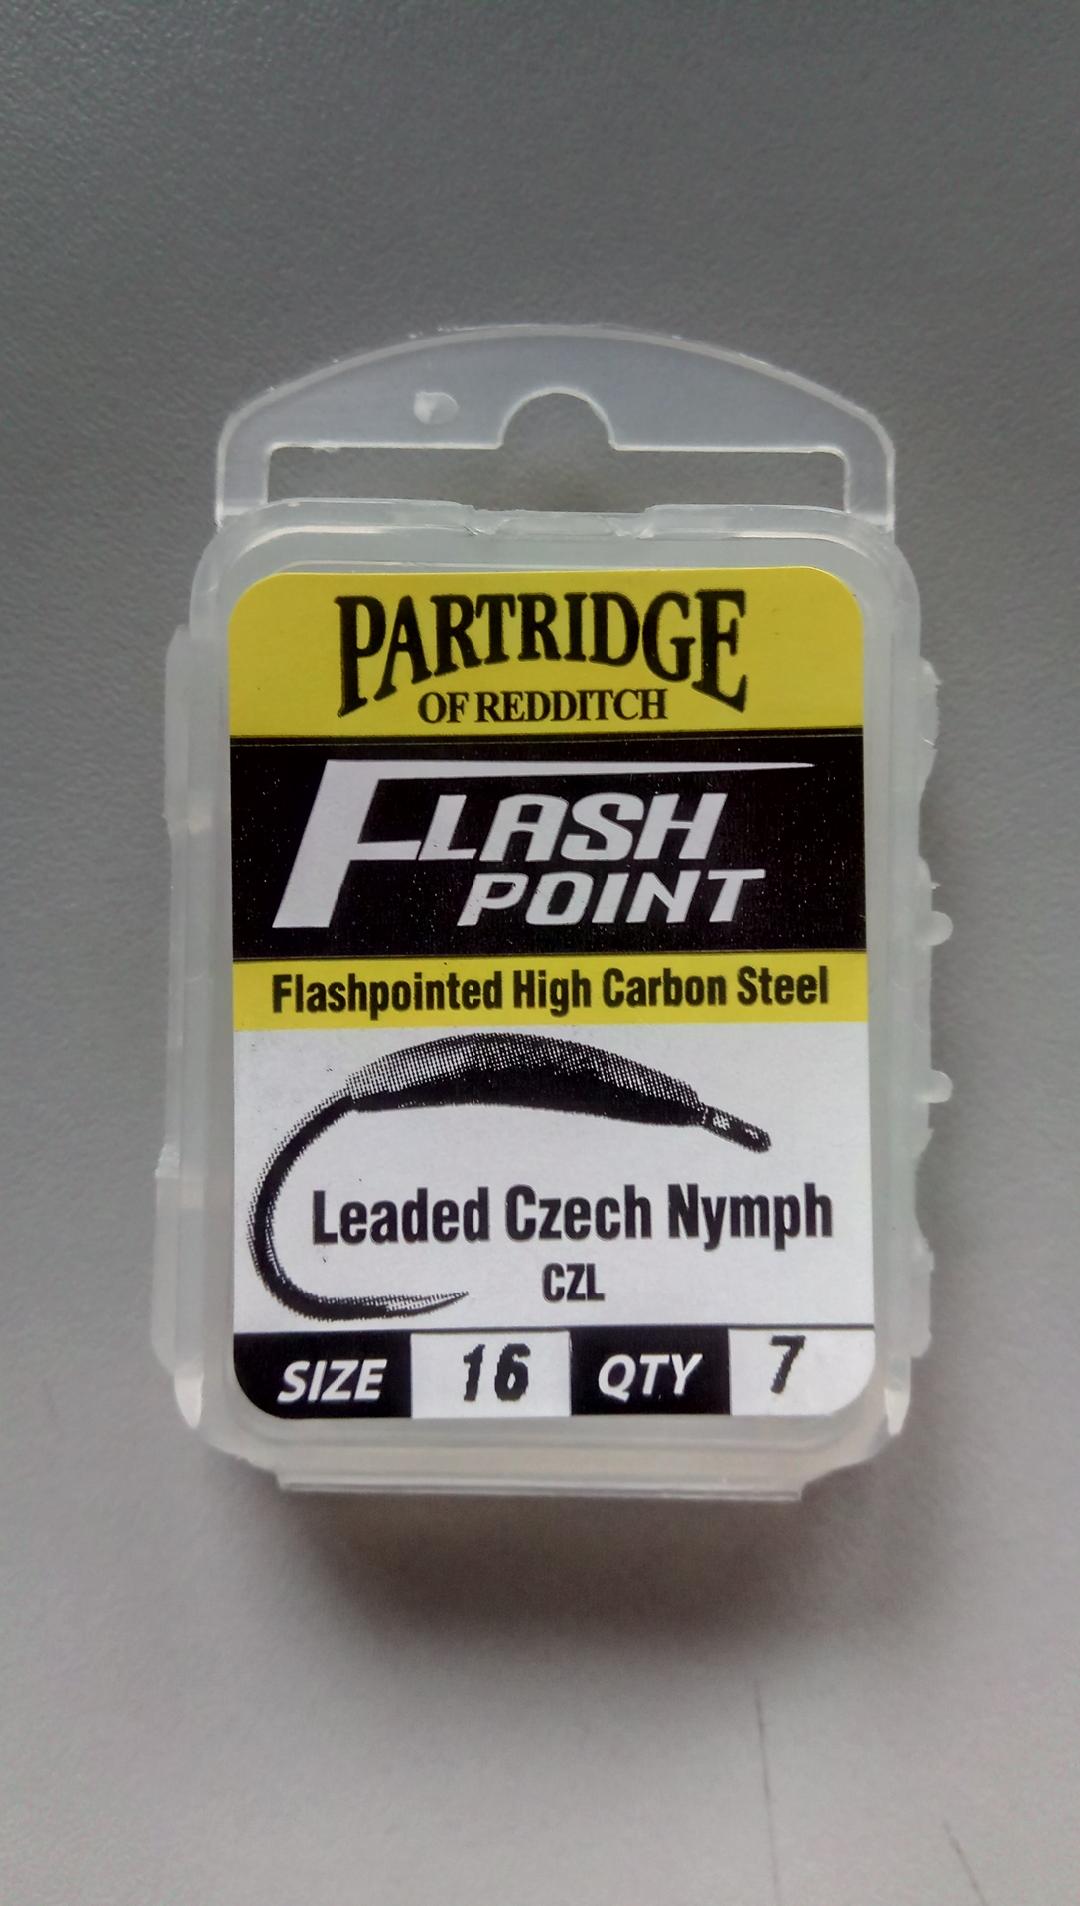 PARTRIDGE
OF REDDITCH
FLASH
POINT
Flashpointed High Carbon Steel
Leaded Czech Nymph
CZL
SIZE 16 QTY 7